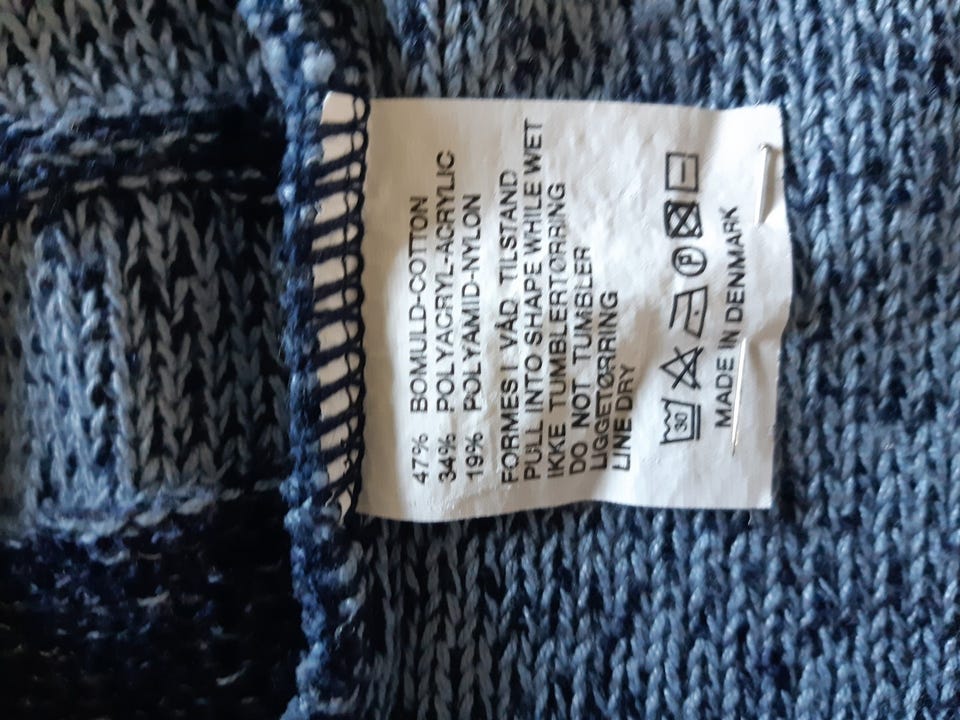 47% BOMULD-COTTON
34% POLYACRYL-ACRYLIC
19% POLYAMID-NYLON
FORMES I VÅD TILSTAND
PULL INTO SHAPE WHILE WET
IKKE TUMBLERTØRRING
DO NOT TUMBLER
LIGGETØRRING
LINE DRY
30 P
MADE IN DENMARK